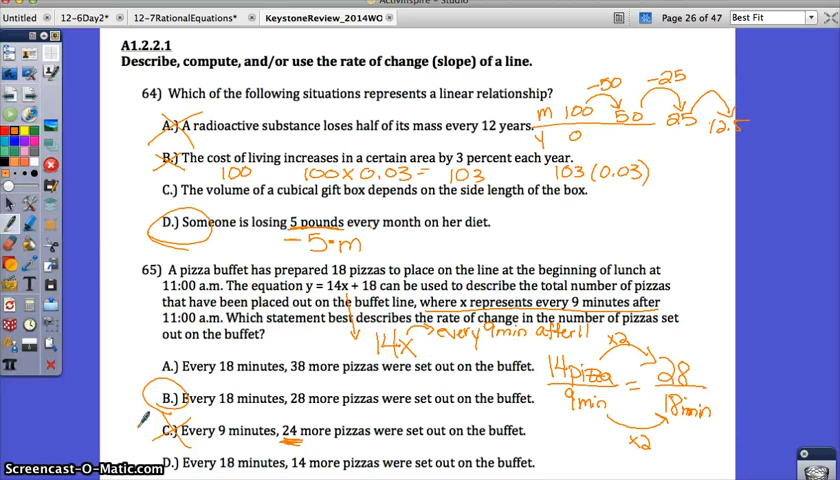 ActivInspire – Studio
Untitled
12-6Day2*
12-7RationalEquations*
KeystoneReview_2014WO
Page 26 of 47
Best Fit
A1.2.2.1
Describe, compute, and/or use the rate of change (slope) of a line.
-50 -25
64) Which of the following situations represents a linear relationship?
m 100 50 25 12.5
A.) A radioactive substance loses half of its mass every 12 years.
y 0
B.) The cost of living increases in a certain area by 3 percent each year.
100 100 x 0.03 = 103 103 (0.03)
C.) The volume of a cubical gift box depends on the side length of the box.
D.) Someone is losing 5 pounds every month on her diet.
-5·m
65) A pizza buffet has prepared 18 pizzas to place on the line at the beginning of lunch at
11:00 a.m. The equation y = 14x + 18 can be used to describe the total number of pizzas
that have been placed out on the buffet line, where x represents every 9 minutes after
11:00 a.m. Which statement best describes the rate of change in the number of pizzas set
out on the buffet?
14x every 9min after 11
A.) Every 18 minutes, 38 more pizzas were set out on the buffet.
x2
14 pizza = 28
9min 18min
x2
B.) Every 18 minutes, 28 more pizzas were set out on the buffet.
C.) Every 9 minutes, 24 more pizzas were set out on the buffet.
D.) Every 18 minutes, 14 more pizzas were set out on the buffet.
Screencast-O-Matic.com